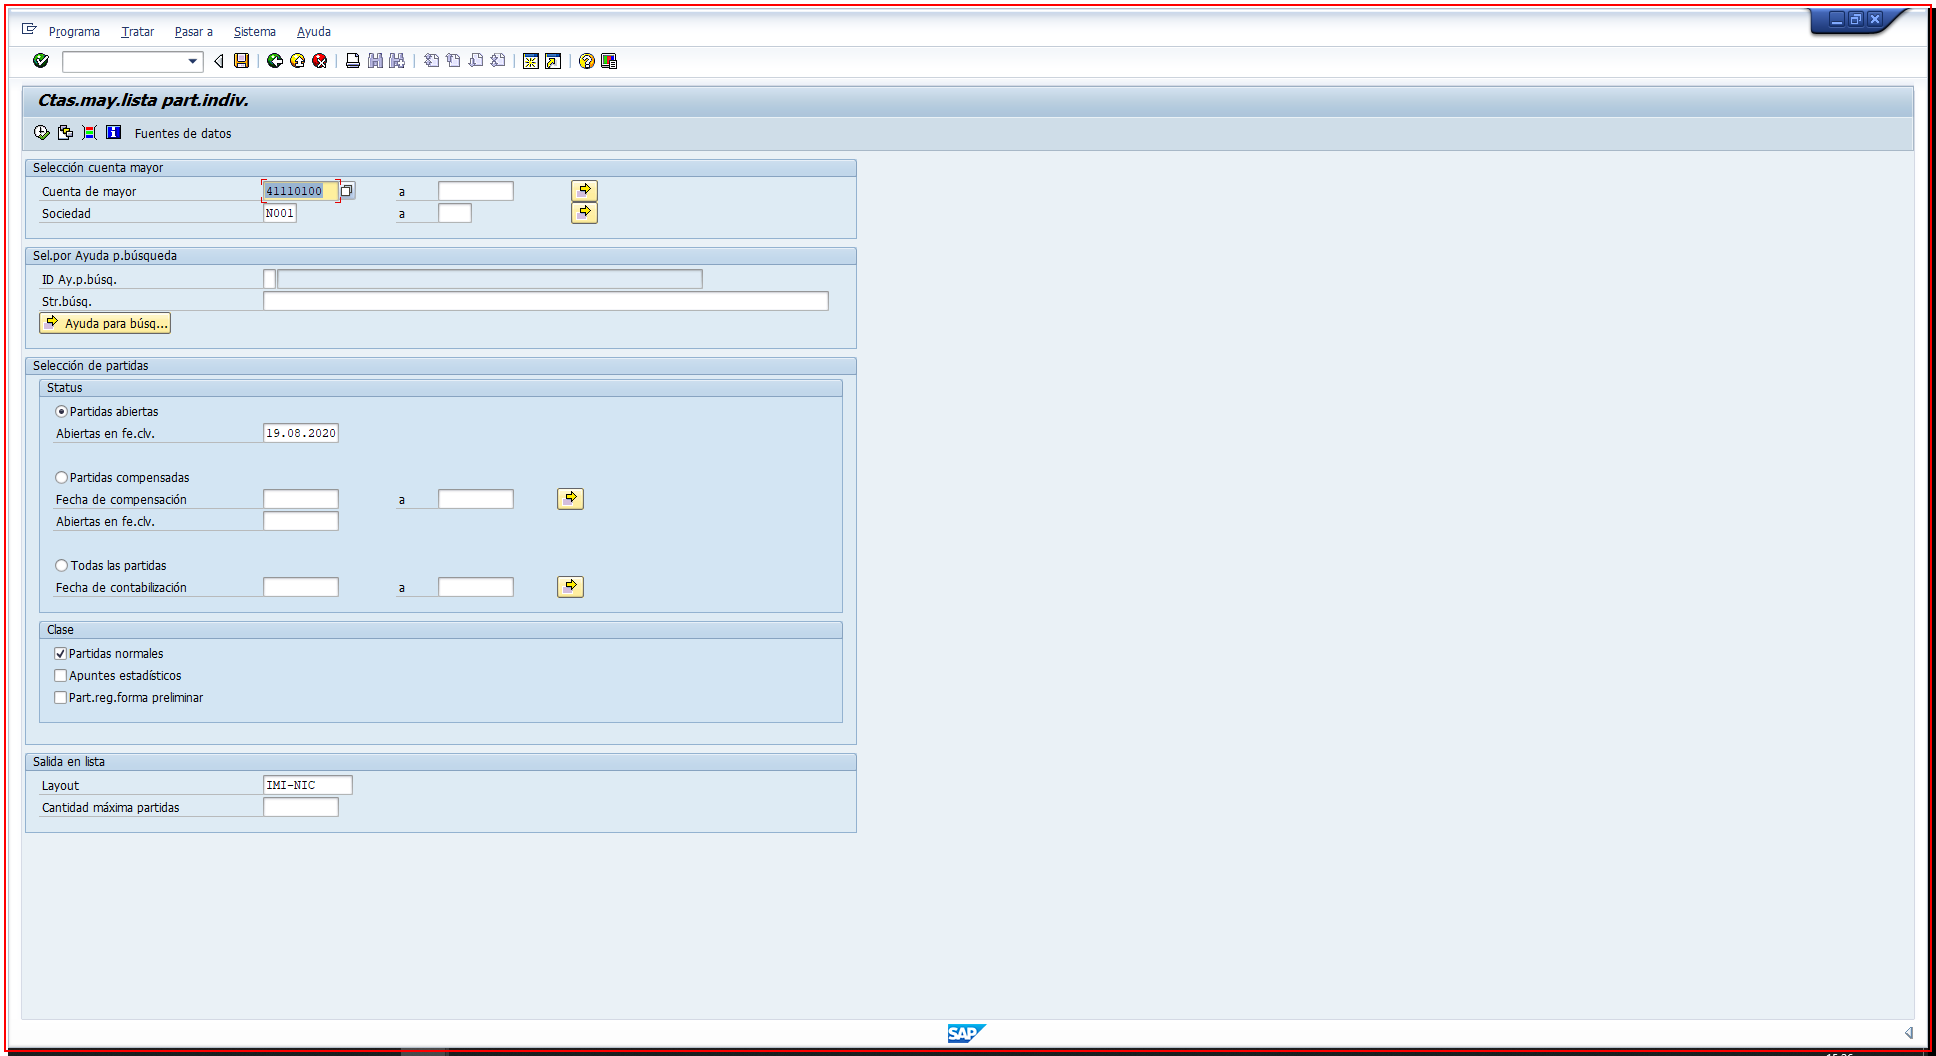 Programa Tratar Pasar a Sistema Ayuda
Ctas.may.lista part.indiv.
Fuentes de datos
Selección cuenta mayor
Cuenta de mayor 41110100 a
Sociedad N001 a
Sel.por Ayuda p.búsqueda
ID Ay.p.búsq.
Str.búsq.
Ayuda para búsq...
Selección de partidas
Status
Partidas abiertas
Abiertas en fe.clv. 19.08.2020
Partidas compensadas
Fecha de compensación a
Abiertas en fe.clv.
Todas las partidas
Fecha de contabilización a
Clase
Partidas normales
Apuntes estadísticos
Part.reg.forma preliminar
Salida en lista
Layout IMI-NIC
Cantidad máxima partidas
SAP